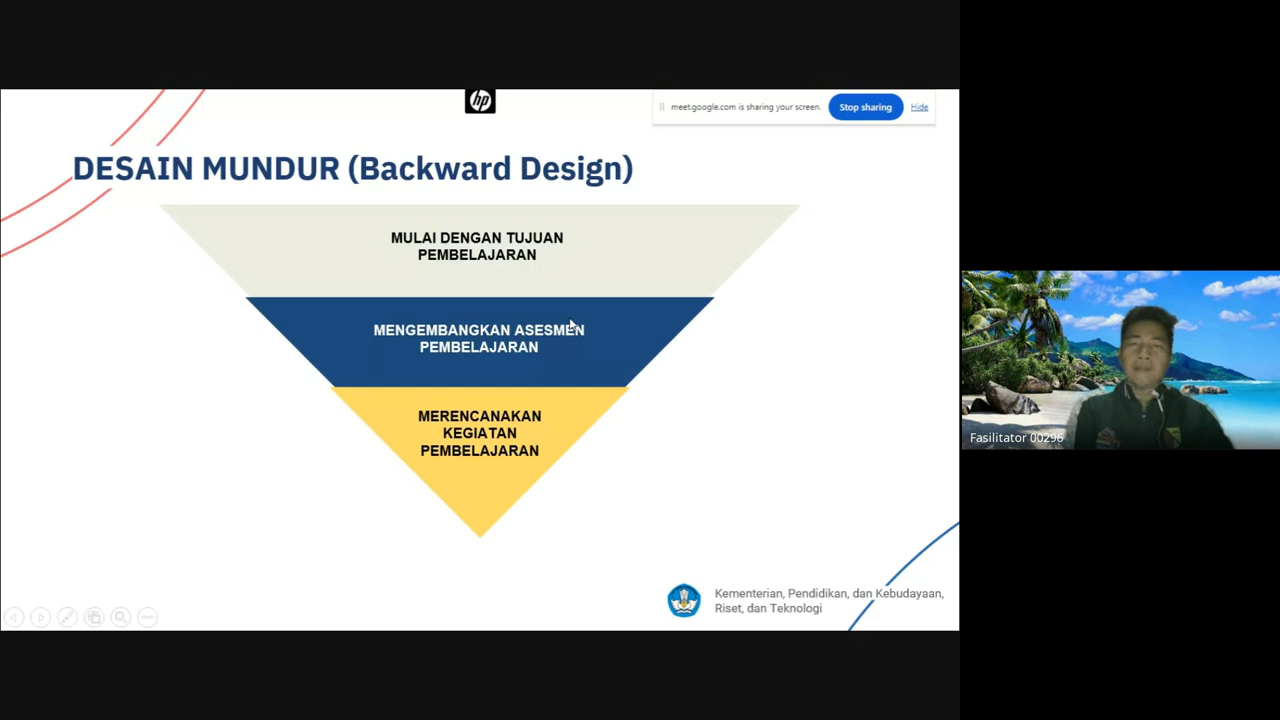 hp
meet.google.com is sharing your screen.
Stop sharing
Hide
DESAIN MUNDUR (Backward Design)
MULAI DENGAN TUJUAN
PEMBELAJARAN
MENGEMBANGKAN ASESMEN
PEMBELAJARAN
MERENCANAKAN
KEGIATAN
PEMBELAJARAN
Fasilitator 00296
Kementerian, Pendidikan, dan Kebudayaan,
Riset, dan Teknologi